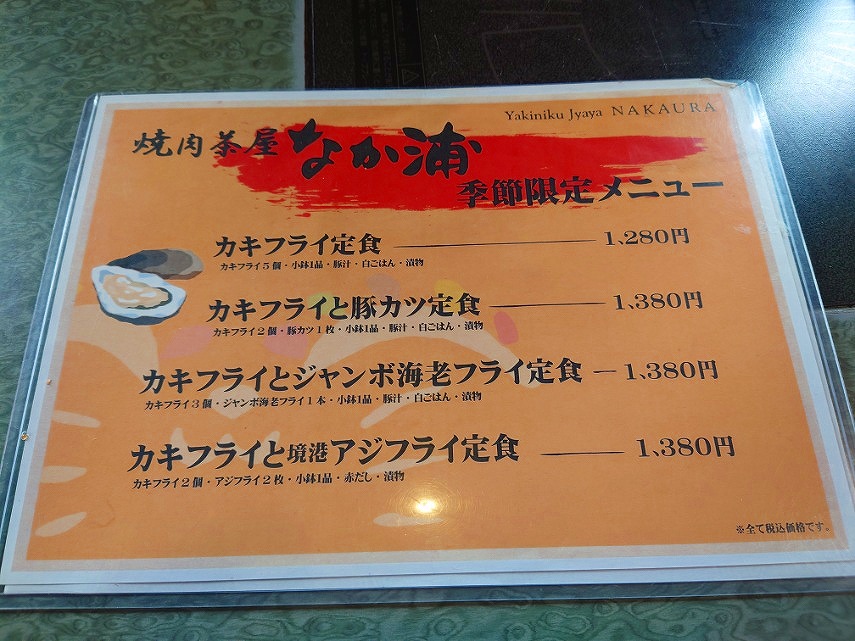 Yakiniku Jyaya NAKAURA
焼肉茶屋 なか浦
季節限定メニュー
カキフライ定食 1,280円
カキフライ5個・小鉢1品・豚汁・白ごはん・漬物
カキフライと豚カツ定食 1,380円
カキフライ2個・豚カツ1枚・小鉢1品・豚汁・白ごはん・漬物
カキフライとジャンボ海老フライ定食 1,380円
カキフライ3個・ジャンボ海老フライ1本・小鉢1品・豚汁・白ごはん・漬物
カキフライと境港アジフライ定食 1,380円
カキフライ2個・アジフライ2枚・小鉢1品・赤だし・漬物
※全て税込価格です。